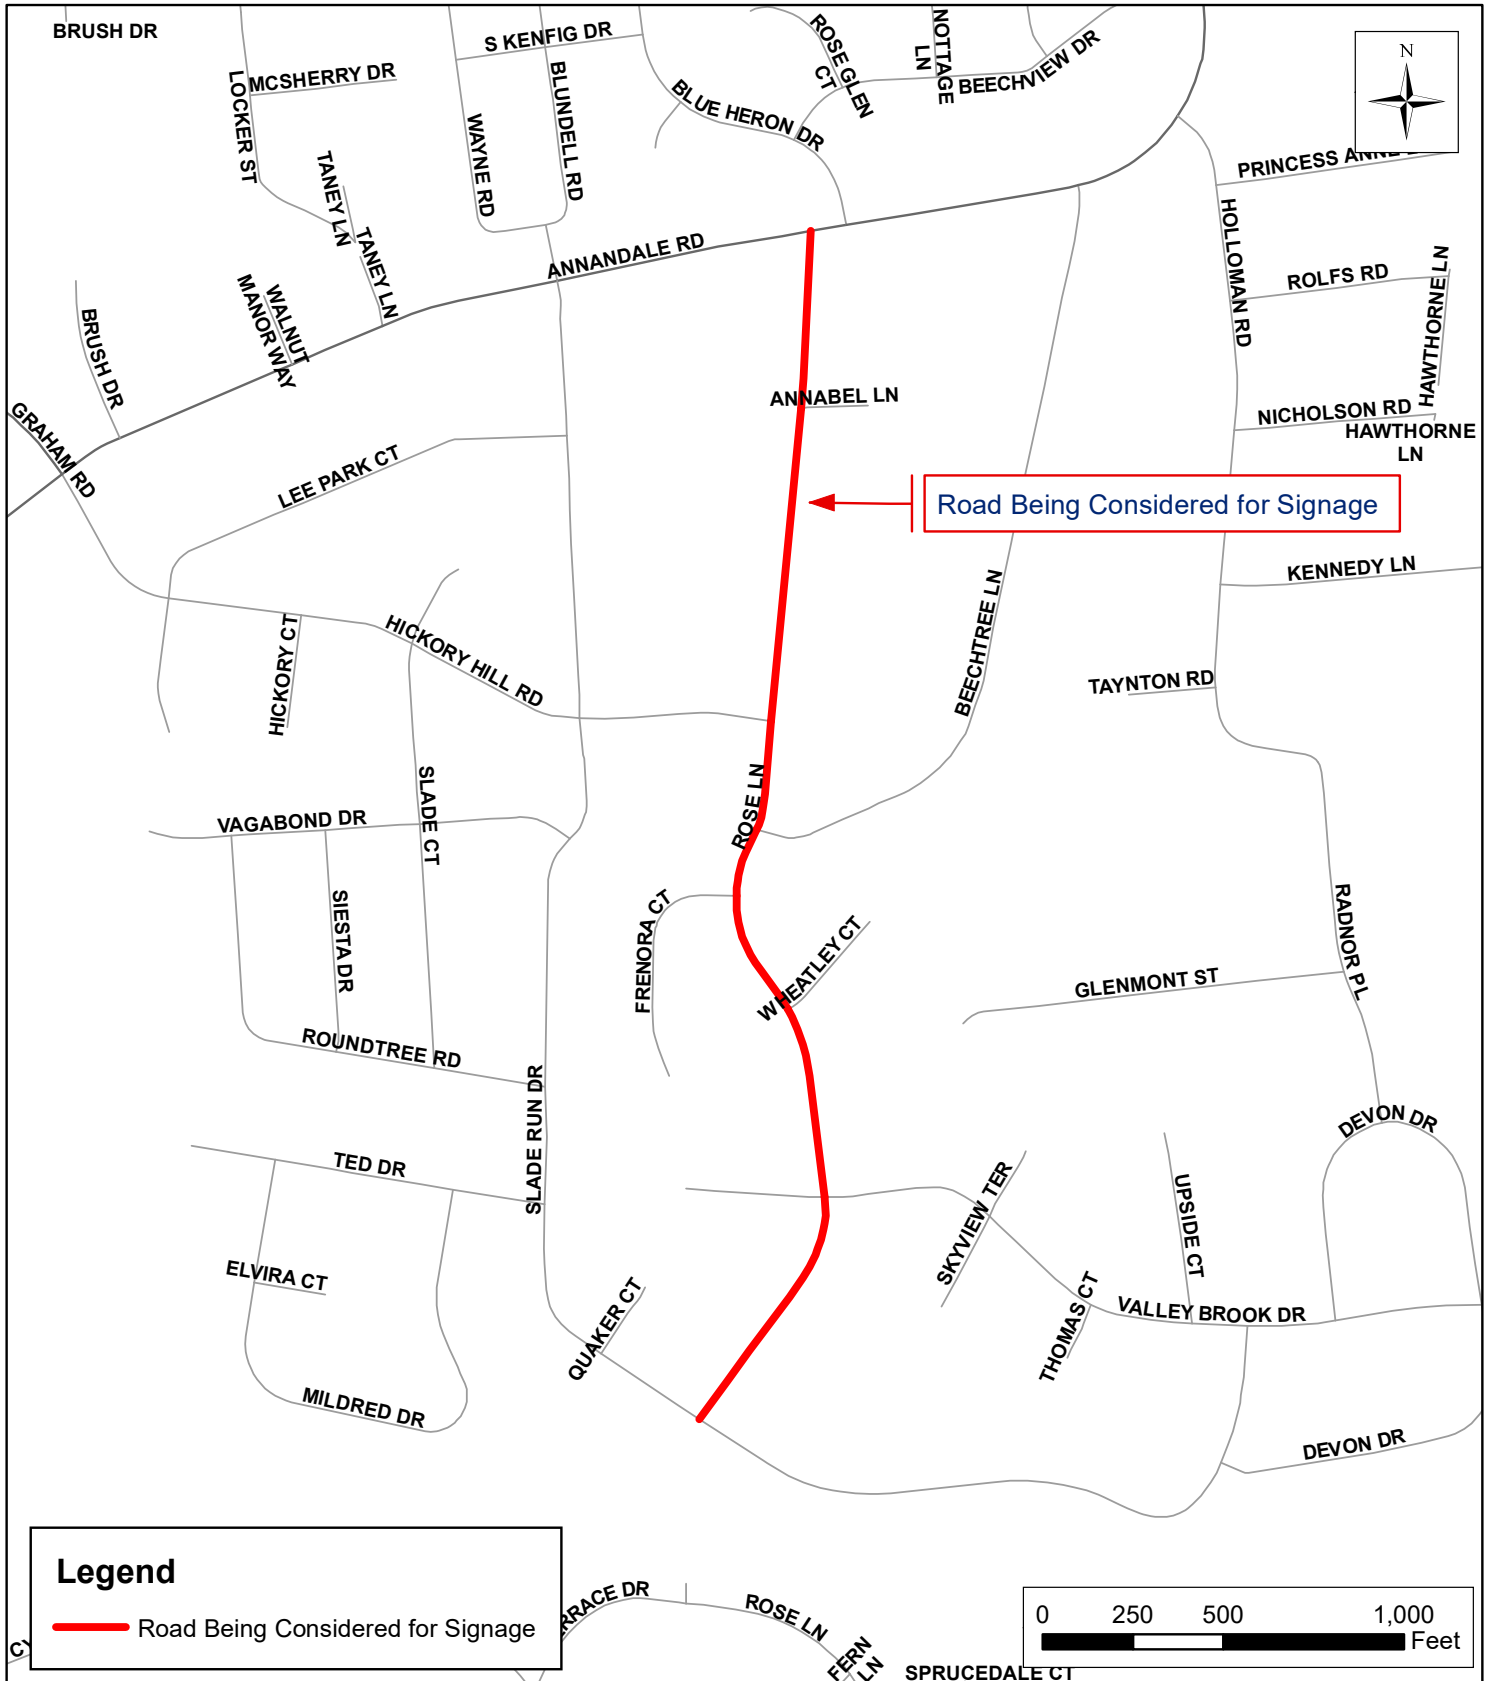 BRUSH DR
S KENFIG DR
ROSE GLEN
CT
NOTTAGE
LN
BEECHVIEW DR
N
LOCKER ST
MCSHERRY DR
WAYNE RD
BLUNDELL RD
BLUE HERON DR
PRINCESS ANNE
TANEY LN
TANEY LN
ANNANDALE RD
HOLLOMAN RD
ROLFS RD
HAWTHORNE LN
WALNUT
MANOR WAY
BRUSH DR
ANNABEL LN
NICHOLSON RD
HAWTHORNE
LN
GRAHAM RD
LEE PARK CT
Road Being Considered for Signage
KENNEDY LN
BEECHTREE LN
HICKORY CT
HICKORY HILL RD
TAYNTON RD
SLADE CT
VAGABOND DR
ROSE LN
SIESTA DR
FRENORA CT
WHEATLEY CT
RADNOR PL
GLENMONT ST
ROUNDTREE RD
SLADE RUN DR
DEVON DR
TED DR
SKYVIEW TER
UPSIDE CT
ELVIRA CT
QUAKER CT
THOMAS CT
VALLEY BROOK DR
MILDRED DR
DEVON DR
Legend
Road Being Considered for Signage
CY
RRACE DR
ROSE LN
FERN
LN
SPRUCEDALE CT
0 250 500 1,000
Feet